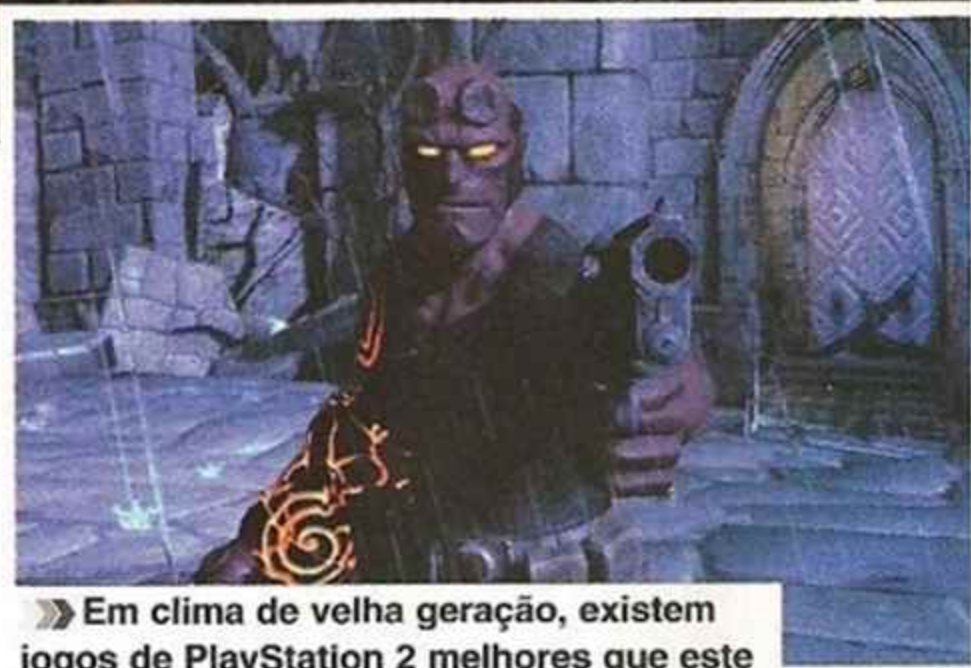 Em clima de velha geração, existem
jogos de PlayStation 2 melhores que este